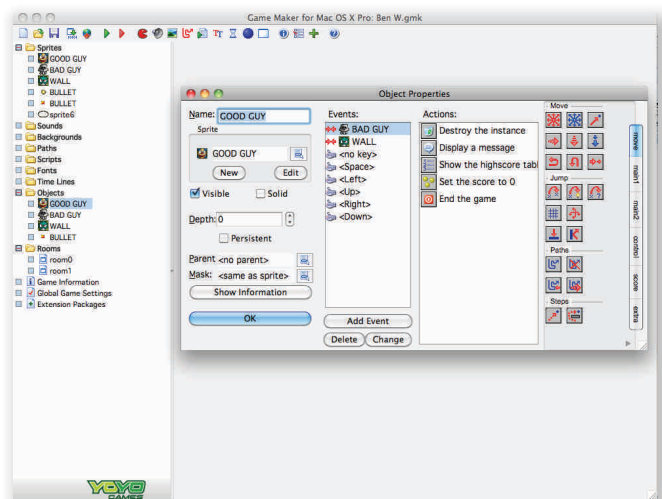 Game Maker for Mac OS X Pro: Ben W.gmk
Sprites
GOOD GUY
BAD GUY
WALL
BULLET
BULLET
sprite6
Sounds
Backgrounds
Paths
Scripts
Fonts
Time Lines
Objects
GOOD GUY
BAD GUY
WALL
BULLET
Rooms
room0
room1
Game Information
Global Game Settings
Extension Packages
YOYO
GAMES
Object Properties
Name: GOOD GUY
Sprite
GOOD GUY
New Edit
Visible Solid
Depth: 0
Persistent
Parent <no parent>
Mask: <same as sprite>
Show Information
OK
Events:
BAD GUY
WALL
<no key>
<Space>
<Left>
<Up>
<Right>
<Down>
Add Event
Delete Change
Actions:
Destroy the instance
Display a message
Show the highscore tabl
Set the score to 0
End the game
Move
Jump
Paths
Steps
move
main1
main2
control
score
extra